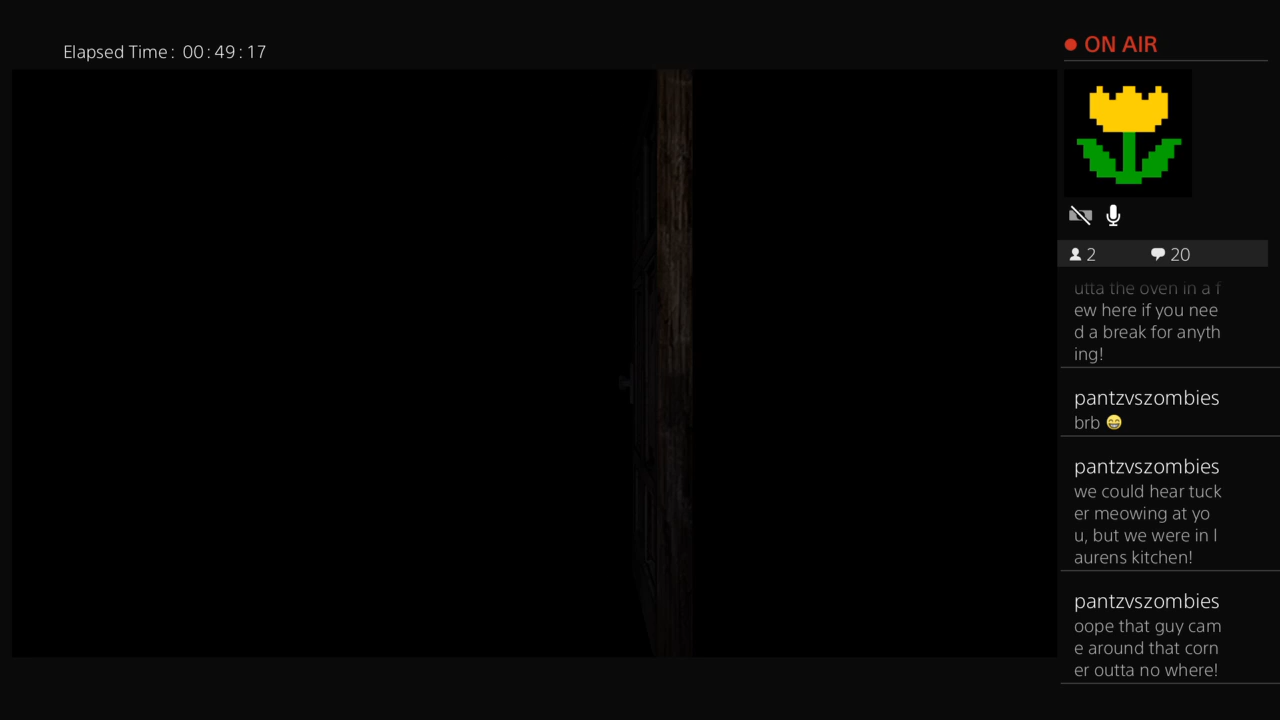 Elapsed Time: 00:49:17
ON AIR
2 20
utta the oven in a f
ew here if you nee
d a break for anyth
ing!
pantzvszombies
brb 😁
pantzvszombies
we could hear tuck
er meowing at yo
u, but we were in l
aurens kitchen!
pantzvszombies
oope that guy cam
e around that corn
er outta no where!